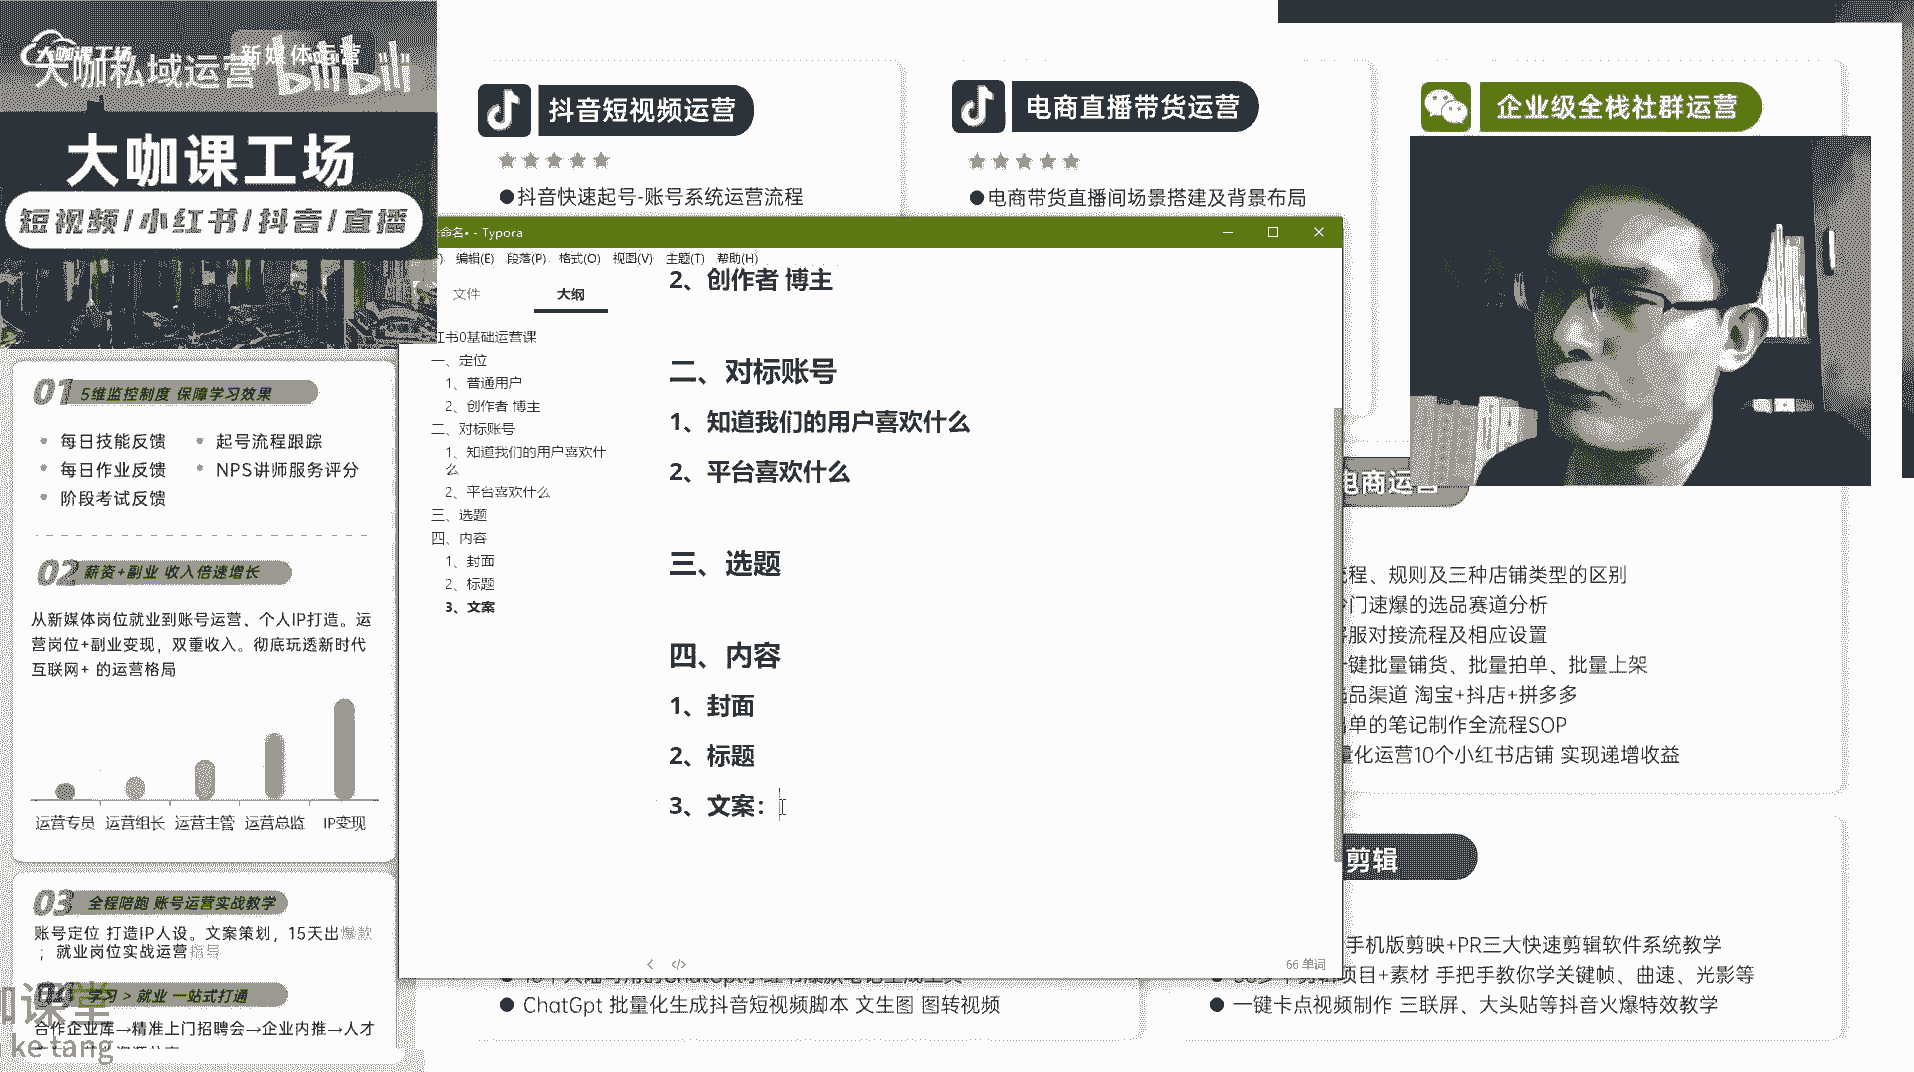 大咖私域运营
新媒体运营
bilibili
大咖课工场
短视频/小红书/抖音/直播
01 5维监控制度 保障学习效果
每日技能反馈
起号流程跟踪
每日作业反馈
NPS讲师服务评分
阶段考试反馈
02 薪资+副业 收入倍速增长
从新媒体岗位就业到账号运营、个人IP打造。运
营岗位+副业变现，双重收入。彻底玩透新时代
互联网+ 的运营格局
运营专员 运营组长 运营主管 运营总监 IP变现
03 全程陪跑 账号运营实战教学
账号定位 打造IP人设。文案策划，15天出爆款
；就业岗位实战运营指导
04 学习 > 就业 一站式打通
合作企业库→精准上门招聘会→企业内推→人才
课堂
ke tang
抖音短视频运营
●抖音快速起号-账号系统运营流程
电商直播带货运营
●电商带货直播间场景搭建及背景布局
企业级全栈社群运营
命名• - Typora
编辑(E) 段落(P) 格式(O) 视图(V) 主题(T) 帮助(H)
文件
大纲
红书0基础运营课
一、定位
1、普通用户
2、创作者 博主
二、对标账号
1、知道我们的用户喜欢什
么
2、平台喜欢什么
三、选题
四、内容
1、封面
2、标题
3、文案
2、创作者 博主
二、对标账号
1、知道我们的用户喜欢什么
2、平台喜欢什么
三、选题
四、内容
1、封面
2、标题
3、文案：
66 单词
电商运营
流程、规则及三种店铺类型的区别
门速爆的选品赛道分析
客服对接流程及相应设置
一键批量铺货、批量拍单、批量上架
品渠道 淘宝+抖店+拼多多
单的笔记制作全流程SOP
量化运营10个小红书店铺 实现递增收益
剪辑
手机版剪映+PR三大快速剪辑软件系统教学
项目+素材 手把手教你学关键帧、曲速、光影等
● 一键卡点视频制作 三联屏、大头贴等抖音火爆特效教学
● ChatGpt 批量化生成抖音短视频脚本 文生图 图转视频